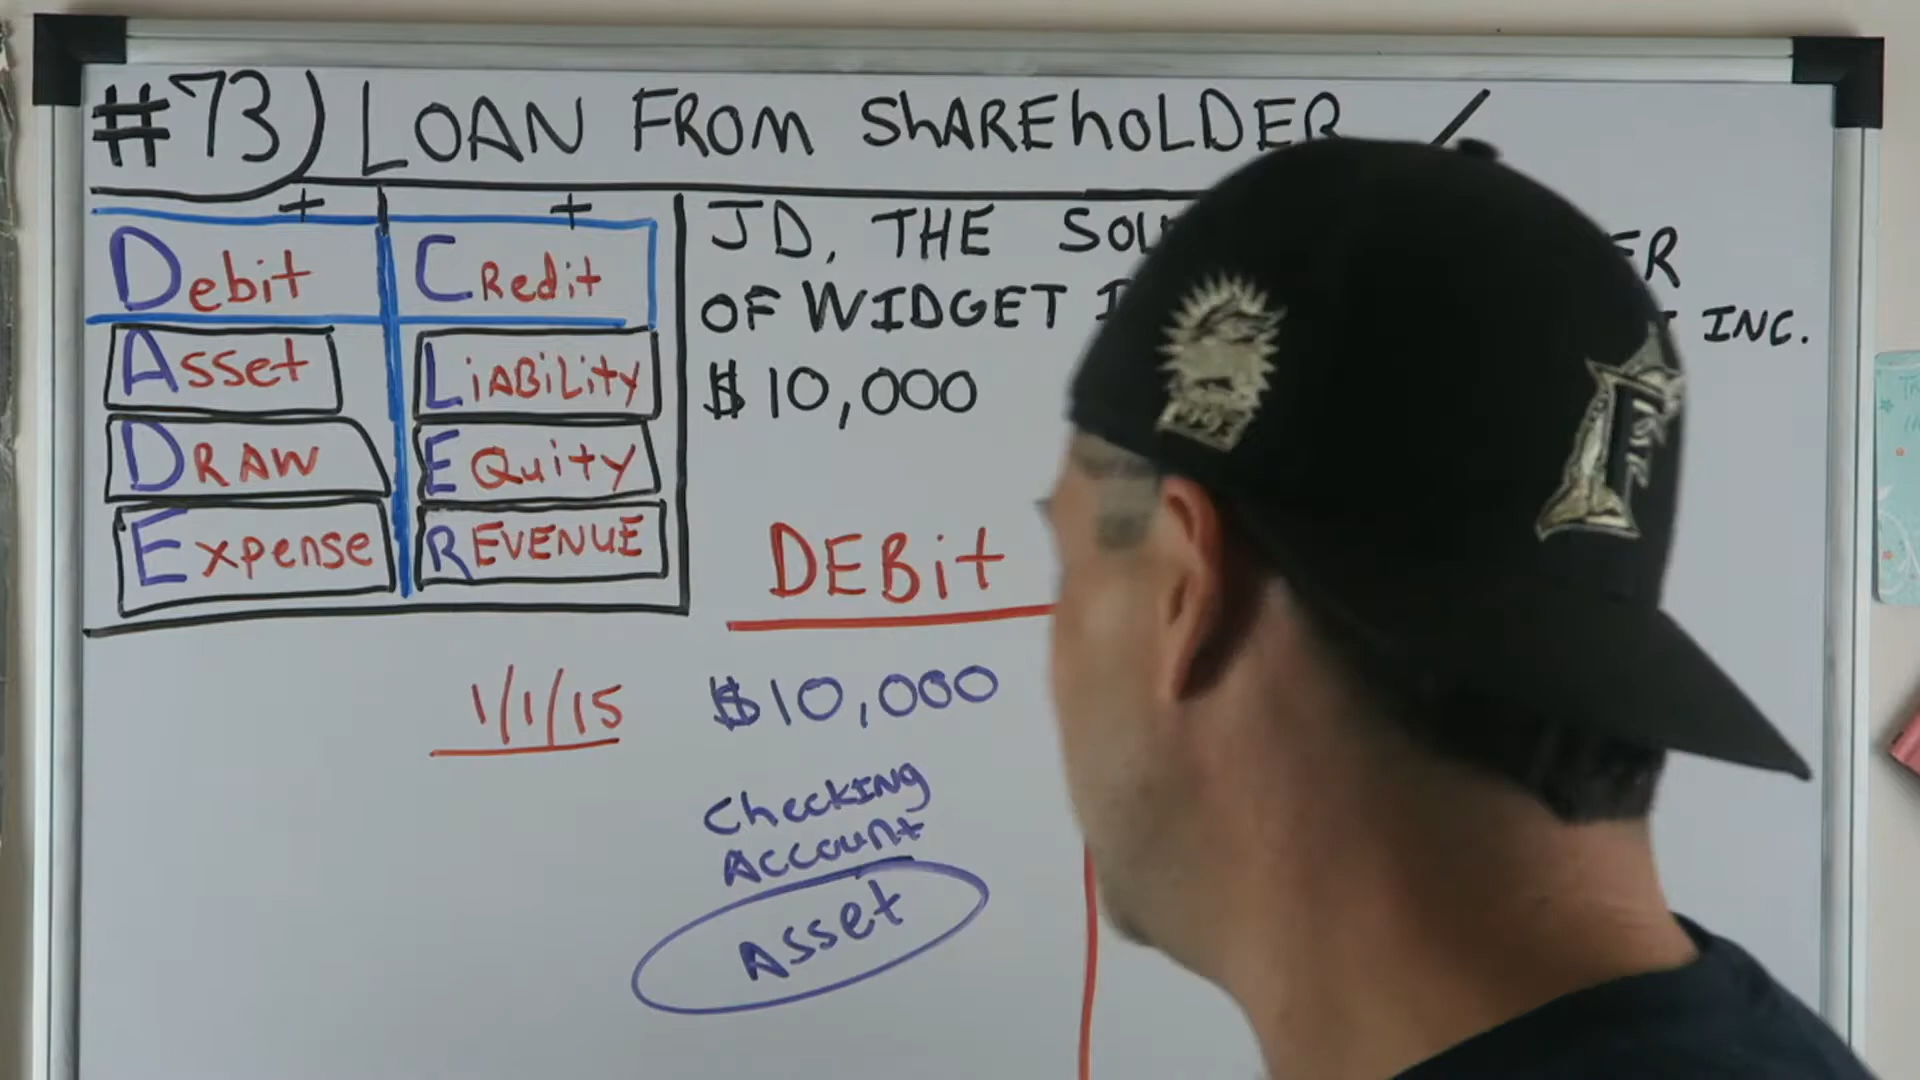 #73) LOAN FROM ShAREhOLDER /
+ +
Debit CRedit
Asset LiABiLity
DRAW EQuity
Expense REVENUE
JD, THE
OF WIDGET INC.
$10,000
DEBit
1/1/15 $10,000
Checking
Account
Asset